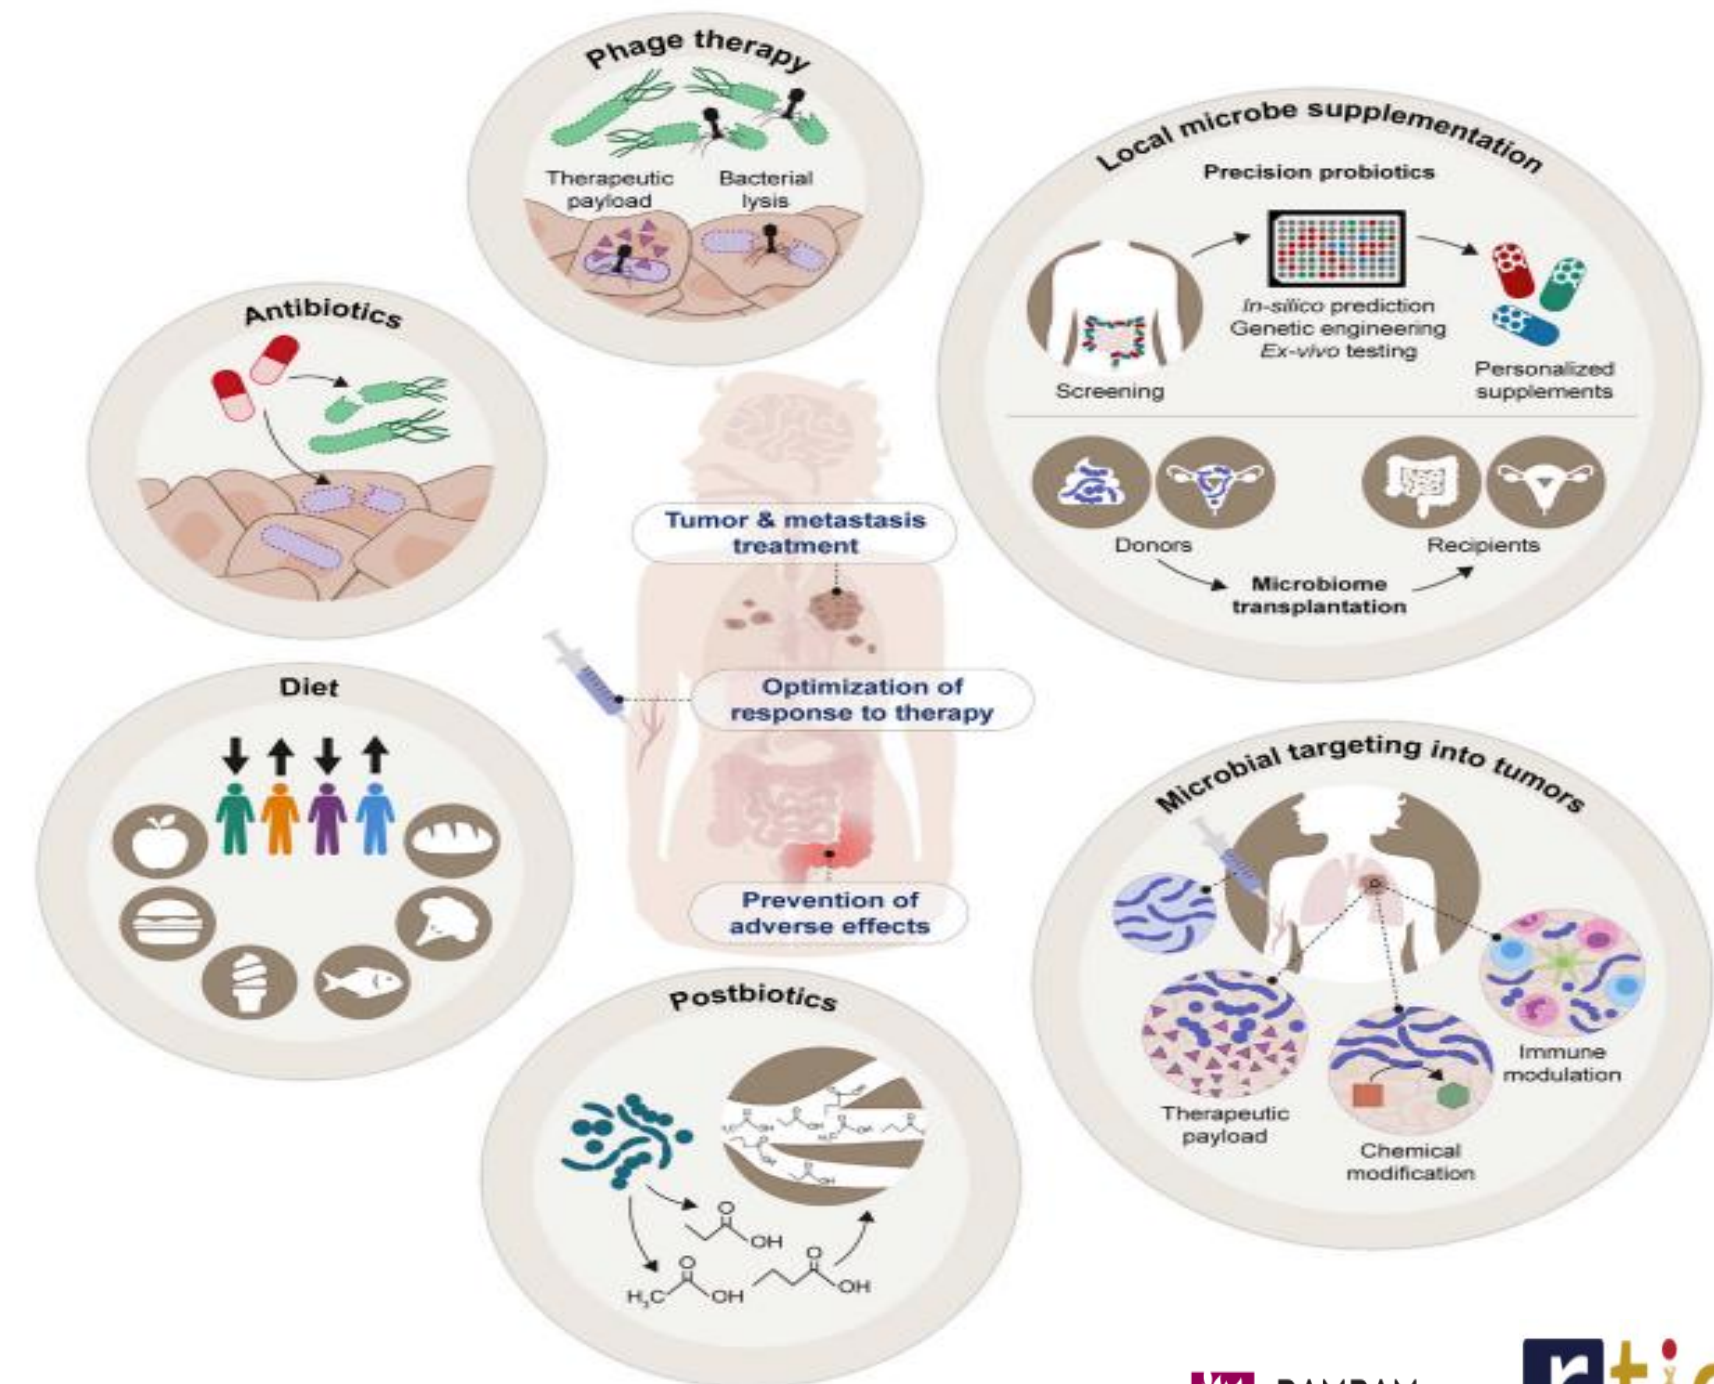 Phage therapy
Therapeutic
payload
Bacterial
lysis
Local microbe supplementation
Precision probiotics
Screening
In-silico prediction
Genetic engineering
Ex-vivo testing
Personalized
supplements
Donors
Recipients
Microbiome
transplantation
Antibiotics
Tumor & metastasis
treatment
Optimization of
response to therapy
Prevention of
adverse effects
Diet
Microbial targeting into tumors
Therapeutic
payload
Chemical
modification
Immune
modulation
Postbiotics
O
OH
O
H₃C
OH
O
OH